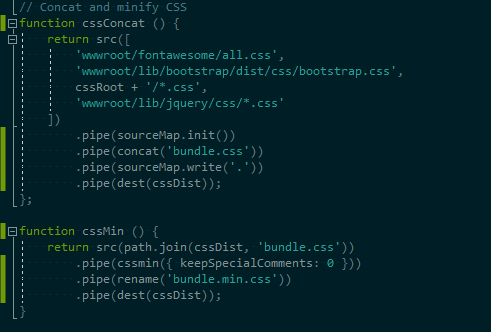 // Concat and minify CSS
function cssConcat () {
    return src([
        'wwwroot/fontawesome/all.css',
        'wwwroot/lib/bootstrap/dist/css/bootstrap.css',
        cssRoot + '/*.css',
        'wwwroot/lib/jquery/css/*.css'
    ])
        .pipe(sourceMap.init())
        .pipe(concat('bundle.css'))
        .pipe(sourceMap.write('.'))
        .pipe(dest(cssDist));
};
function cssMin () {
    return src(path.join(cssDist, 'bundle.css'))
        .pipe(cssmin({ keepSpecialComments: 0 }))
        .pipe(rename('bundle.min.css'))
        .pipe(dest(cssDist));
}